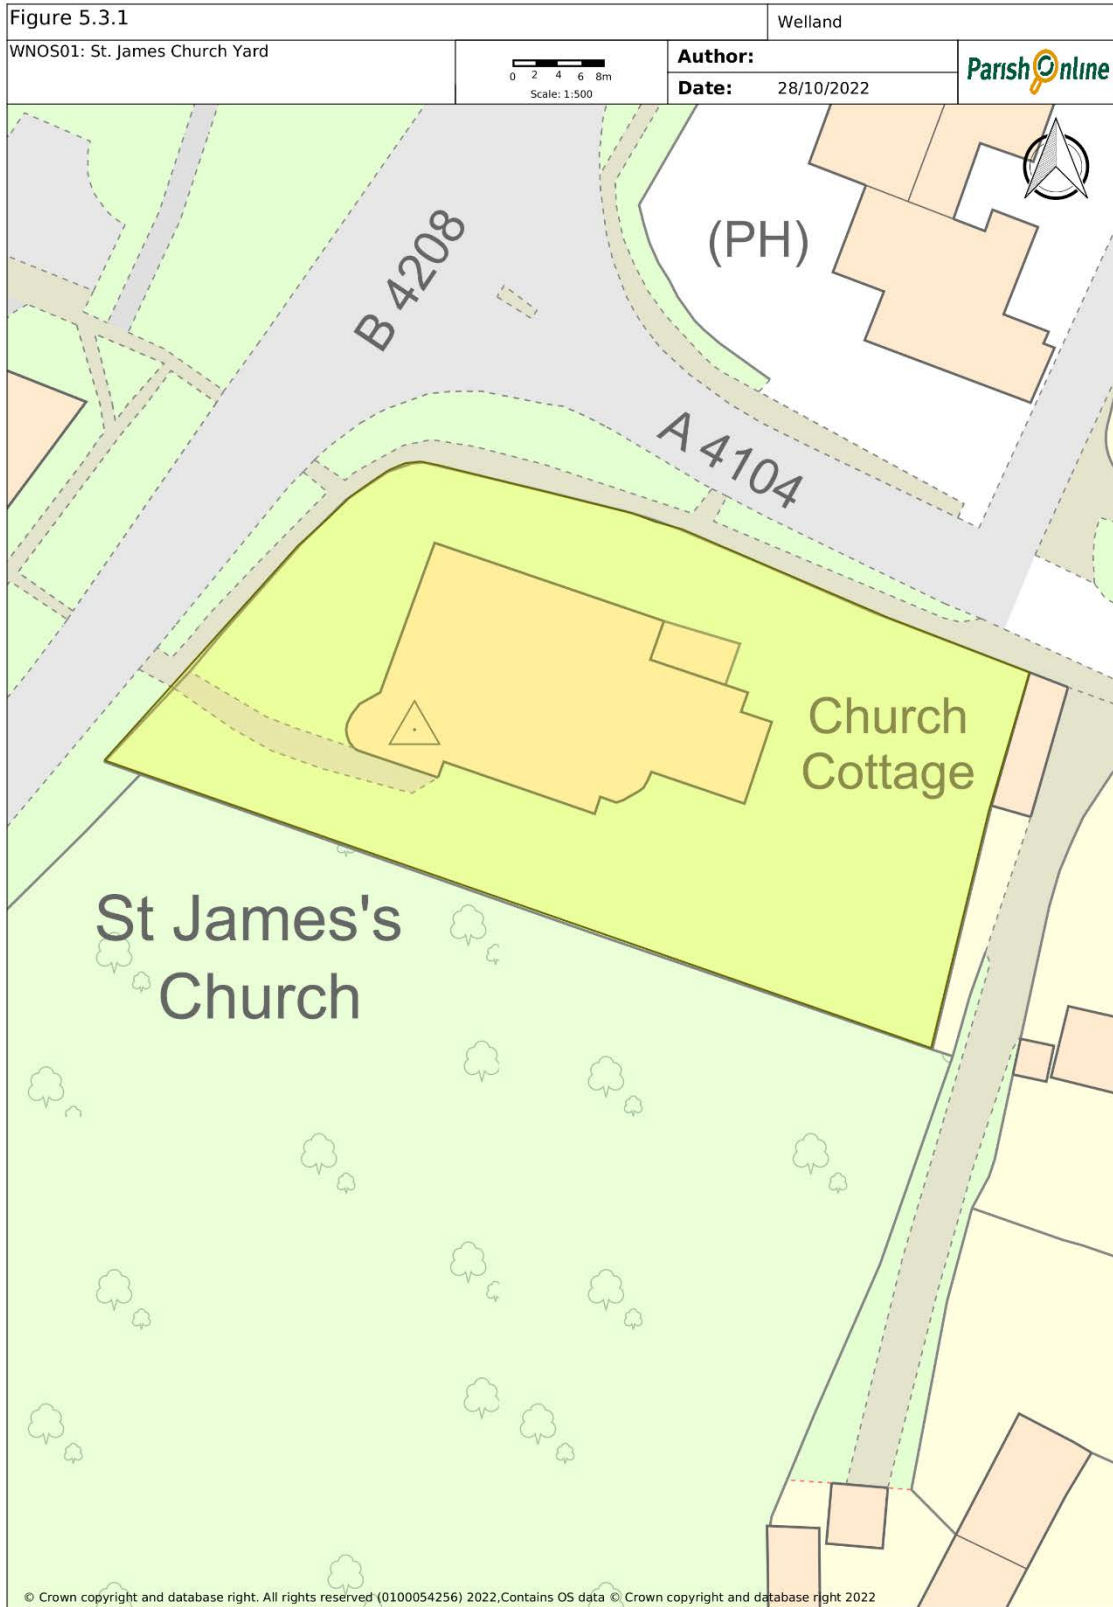 Figure 5.3.1
Welland
WNOS01: St. James Church Yard
0 2 4 6 8m
Scale: 1:500
Author:
Date: 28/10/2022
Parish Online
(PH)
B 4208
A 4104
Church
Cottage
St James's
Church
© Crown copyright and database right. All rights reserved (0100054256) 2022,Contains OS data © Crown copyright and database right 2022